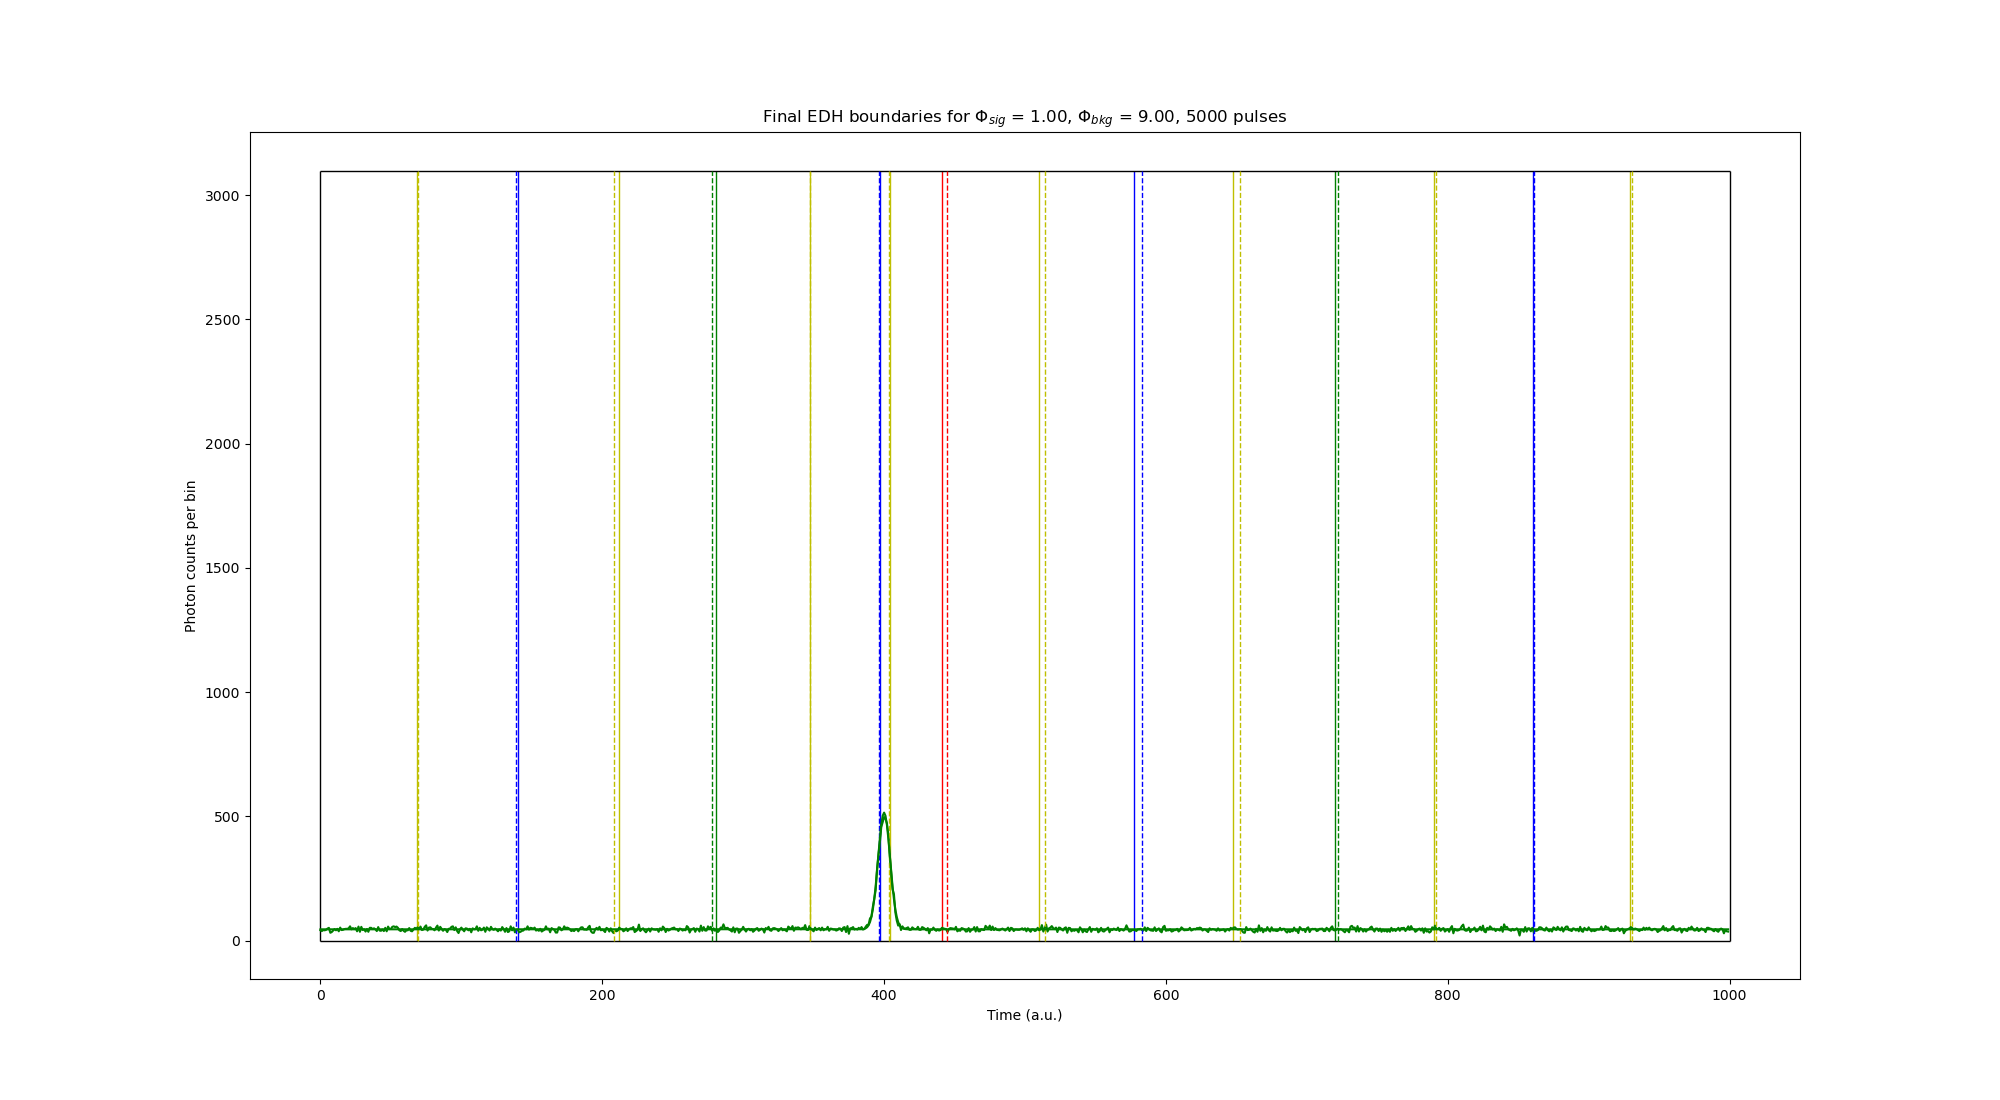 Final EDH boundaries for Φsig = 1.00, Φbkg = 9.00, 5000 pulses
3000
2500
2000
1500
1000
500
0
Photon counts per bin
0 200 400 600 800 1000
Time (a.u.)